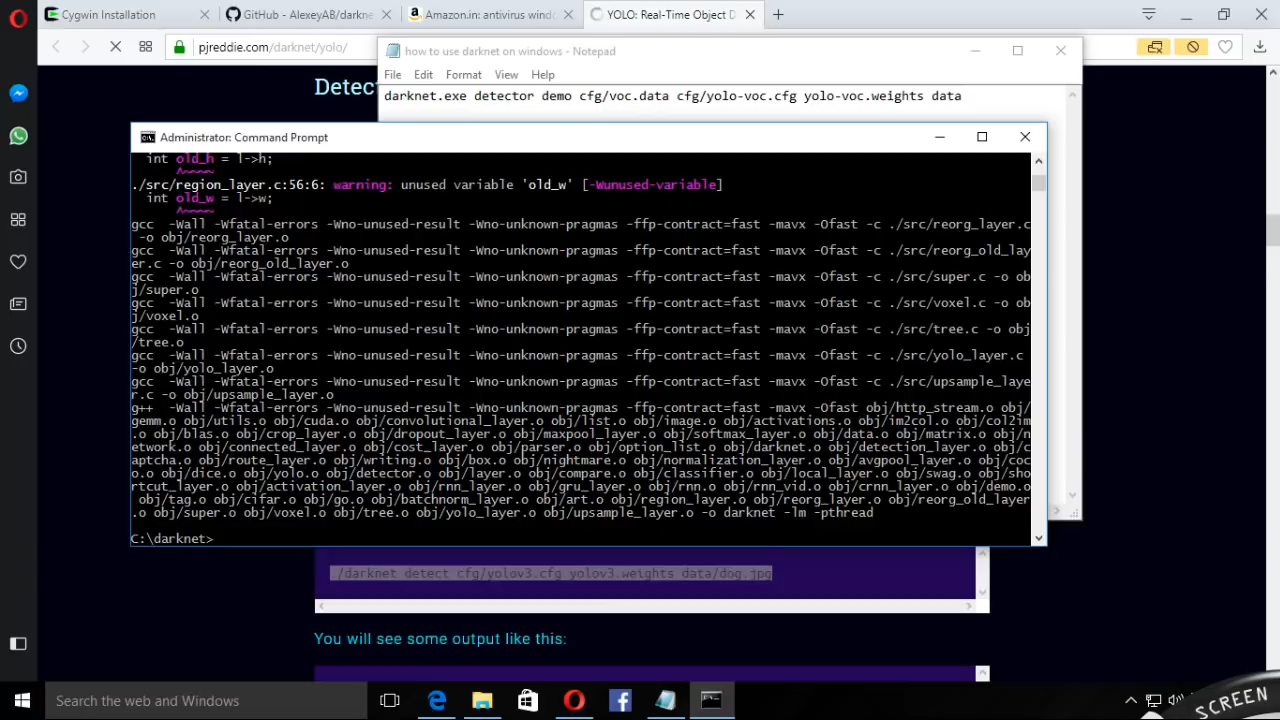 Cygwin Installation
GitHub - AlexeyAB/darkne
Amazon.in: antivirus windo
YOLO: Real-Time Object D
pjreddie.com/darknet/yolo/
how to use darknet on windows - Notepad
File Edit Format View Help
Detec
darknet.exe detector demo cfg/voc.data cfg/yolo-voc.cfg yolo-voc.weights data
Administrator: Command Prompt
int old_h = l->h;
^~~~~
./src/region_layer.c:56:6: warning: unused variable 'old_w' [-Wunused-variable]
int old_w = l->w;
^~~~~
gcc -Wall -Wfatal-errors -Wno-unused-result -Wno-unknown-pragmas -ffp-contract=fast -mavx -Ofast -c ./src/reorg_layer.c
-o obj/reorg_layer.o
gcc -Wall -Wfatal-errors -Wno-unused-result -Wno-unknown-pragmas -ffp-contract=fast -mavx -Ofast -c ./src/reorg_old_lay
er.c -o obj/reorg_old_layer.o
gcc -Wall -Wfatal-errors -Wno-unused-result -Wno-unknown-pragmas -ffp-contract=fast -mavx -Ofast -c ./src/super.c -o ob
j/super.o
gcc -Wall -Wfatal-errors -Wno-unused-result -Wno-unknown-pragmas -ffp-contract=fast -mavx -Ofast -c ./src/voxel.c -o ob
j/voxel.o
gcc -Wall -Wfatal-errors -Wno-unused-result -Wno-unknown-pragmas -ffp-contract=fast -mavx -Ofast -c ./src/tree.c -o obj
/tree.o
gcc -Wall -Wfatal-errors -Wno-unused-result -Wno-unknown-pragmas -ffp-contract=fast -mavx -Ofast -c ./src/yolo_layer.c
-o obj/yolo_layer.o
gcc -Wall -Wfatal-errors -Wno-unused-result -Wno-unknown-pragmas -ffp-contract=fast -mavx -Ofast -c ./src/upsample_laye
r.c -o obj/upsample_layer.o
g++ -Wall -Wfatal-errors -Wno-unused-result -Wno-unknown-pragmas -ffp-contract=fast -mavx -Ofast obj/http_stream.o obj/
gemm.o obj/utils.o obj/cuda.o obj/convolutional_layer.o obj/list.o obj/image.o obj/activations.o obj/im2col.o obj/col2im
.o obj/blas.o obj/crop_layer.o obj/dropout_layer.o obj/maxpool_layer.o obj/softmax_layer.o obj/data.o obj/matrix.o obj/n
etwork.o obj/connected_layer.o obj/cost_layer.o obj/parser.o obj/option_list.o obj/darknet.o obj/detection_layer.o obj/c
aptcha.o obj/route_layer.o obj/writing.o obj/box.o obj/nightmare.o obj/normalization_layer.o obj/avgpool_layer.o obj/coc
o.o obj/dice.o obj/yolo.o obj/detector.o obj/layer.o obj/compare.o obj/classifier.o obj/local_layer.o obj/swag.o obj/sho
rtcut_layer.o obj/activation_layer.o obj/rnn_layer.o obj/gru_layer.o obj/rnn.o obj/rnn_vid.o obj/crnn_layer.o obj/demo.o
obj/tag.o obj/cifar.o obj/go.o obj/batchnorm_layer.o obj/art.o obj/region_layer.o obj/reorg_layer.o obj/reorg_old_layer
.o obj/super.o obj/voxel.o obj/tree.o obj/yolo_layer.o obj/upsample_layer.o -o darknet -lm -pthread
C:\darknet>
./darknet detect cfg/yolov3.cfg yolov3.weights data/dog.jpg
You will see some output like this:
Search the web and Windows
SCREEN